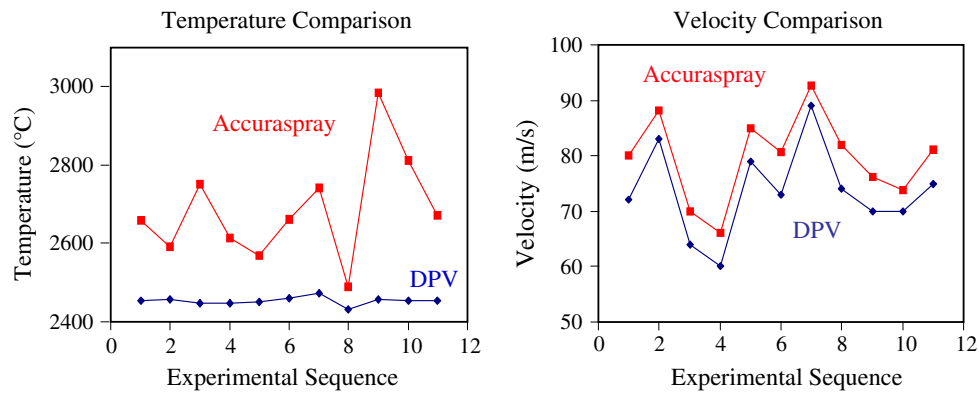 Temperature Comparison
3000
2800
2600
2400
Temperature (°C)
Accuraspray
DPV
0 2 4 6 8 10 12
Experimental Sequence
Velocity Comparison
100
90
80
70
60
50
Velocity (m/s)
Accuraspray
DPV
0 2 4 6 8 10 12
Experimental Sequence